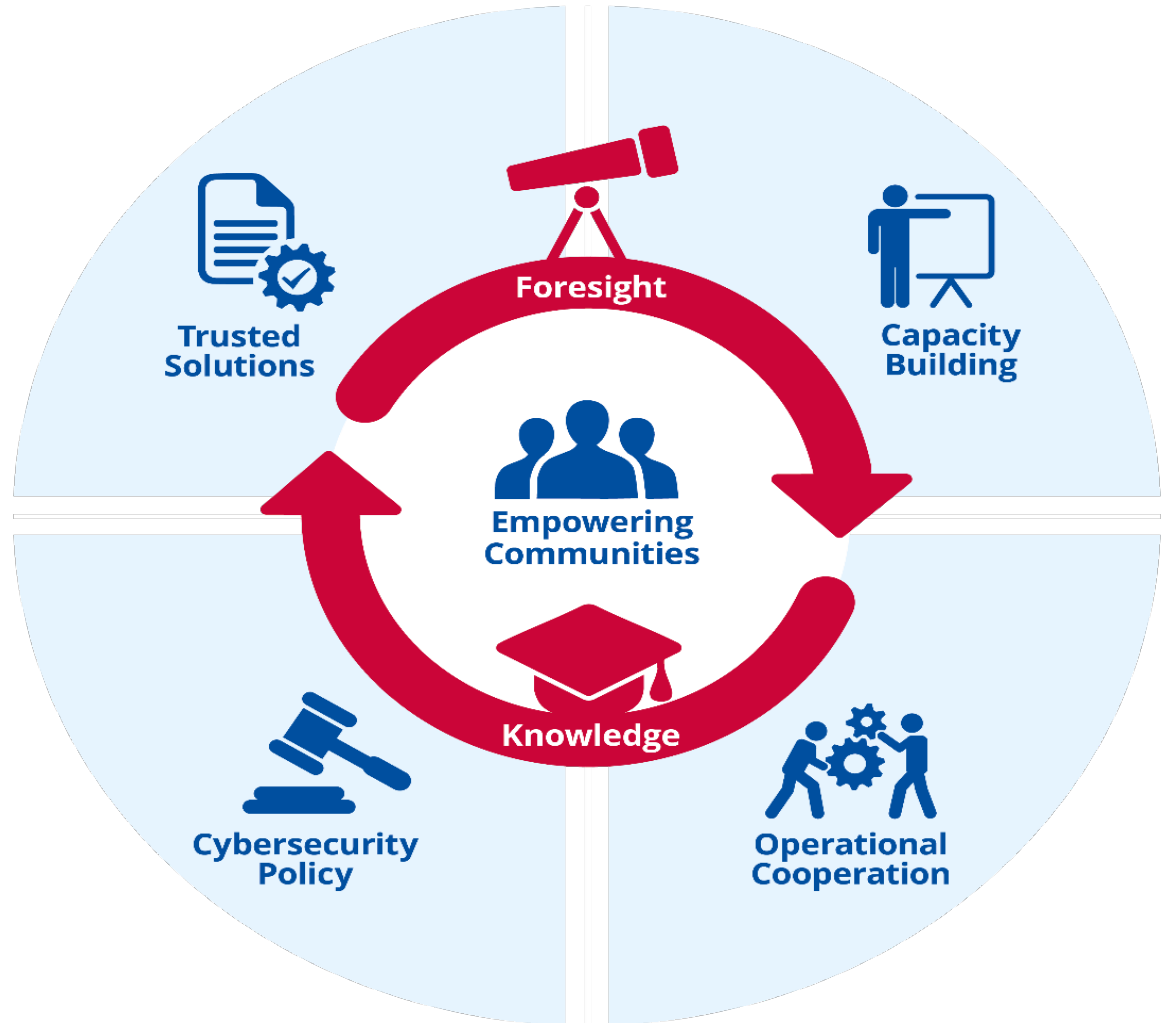 Foresight
Trusted
Solutions
Capacity
Building
Empowering
Communities
Knowledge
Cybersecurity
Policy
Operational
Cooperation